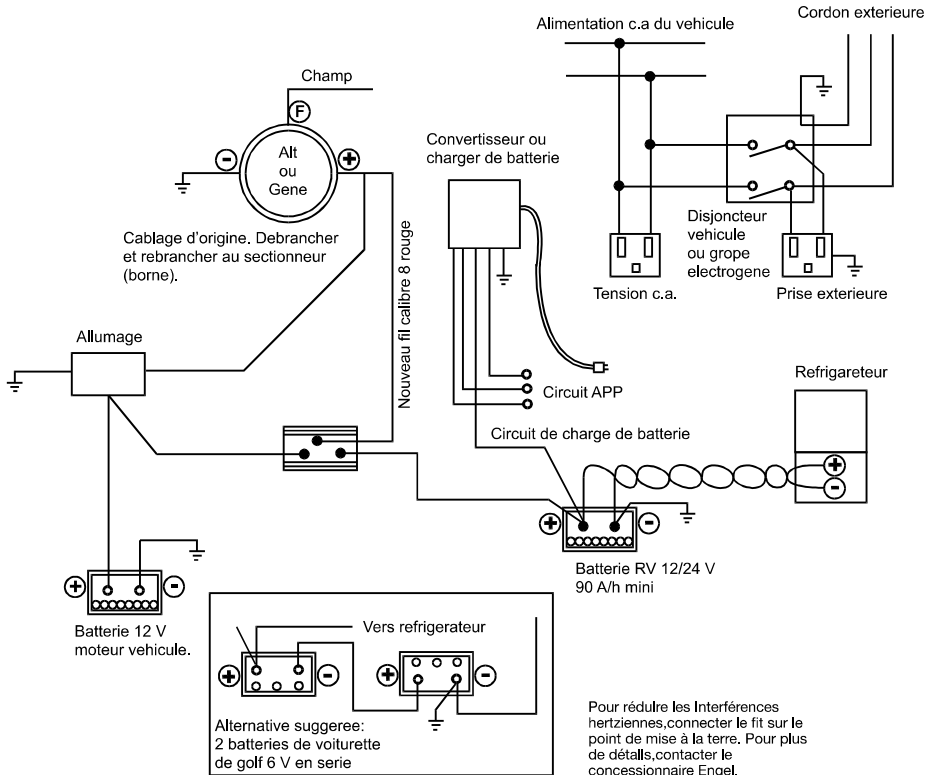 Alimentation c.a du vehicule
Cordon exterieure
Champ
F
Alt
ou
Gene
Convertisseur ou
charger de batterie
Cablage d'origine. Debrancher
et rebrancher au sectionneur
(borne).
Nouveau fil calibre 8 rouge
Disjoncteur
vehicule
ou grope
electrogene
Tension c.a.
Prise exterieure
Allumage
Circuit APP
Refrigareteur
Circuit de charge de batterie
Batterie RV 12/24 V
90 A/h mini
Batterie 12 V
moteur vehicule.
Vers refrigerateur
Alternative suggeree:
2 batteries de voiturette
de golf 6 V en serie
Pour réduire les Interférences
hertziennes,connecter le fit sur le
point de mise à la terre. Pour plus
de détails,contacter le
concessionnaire Engel.